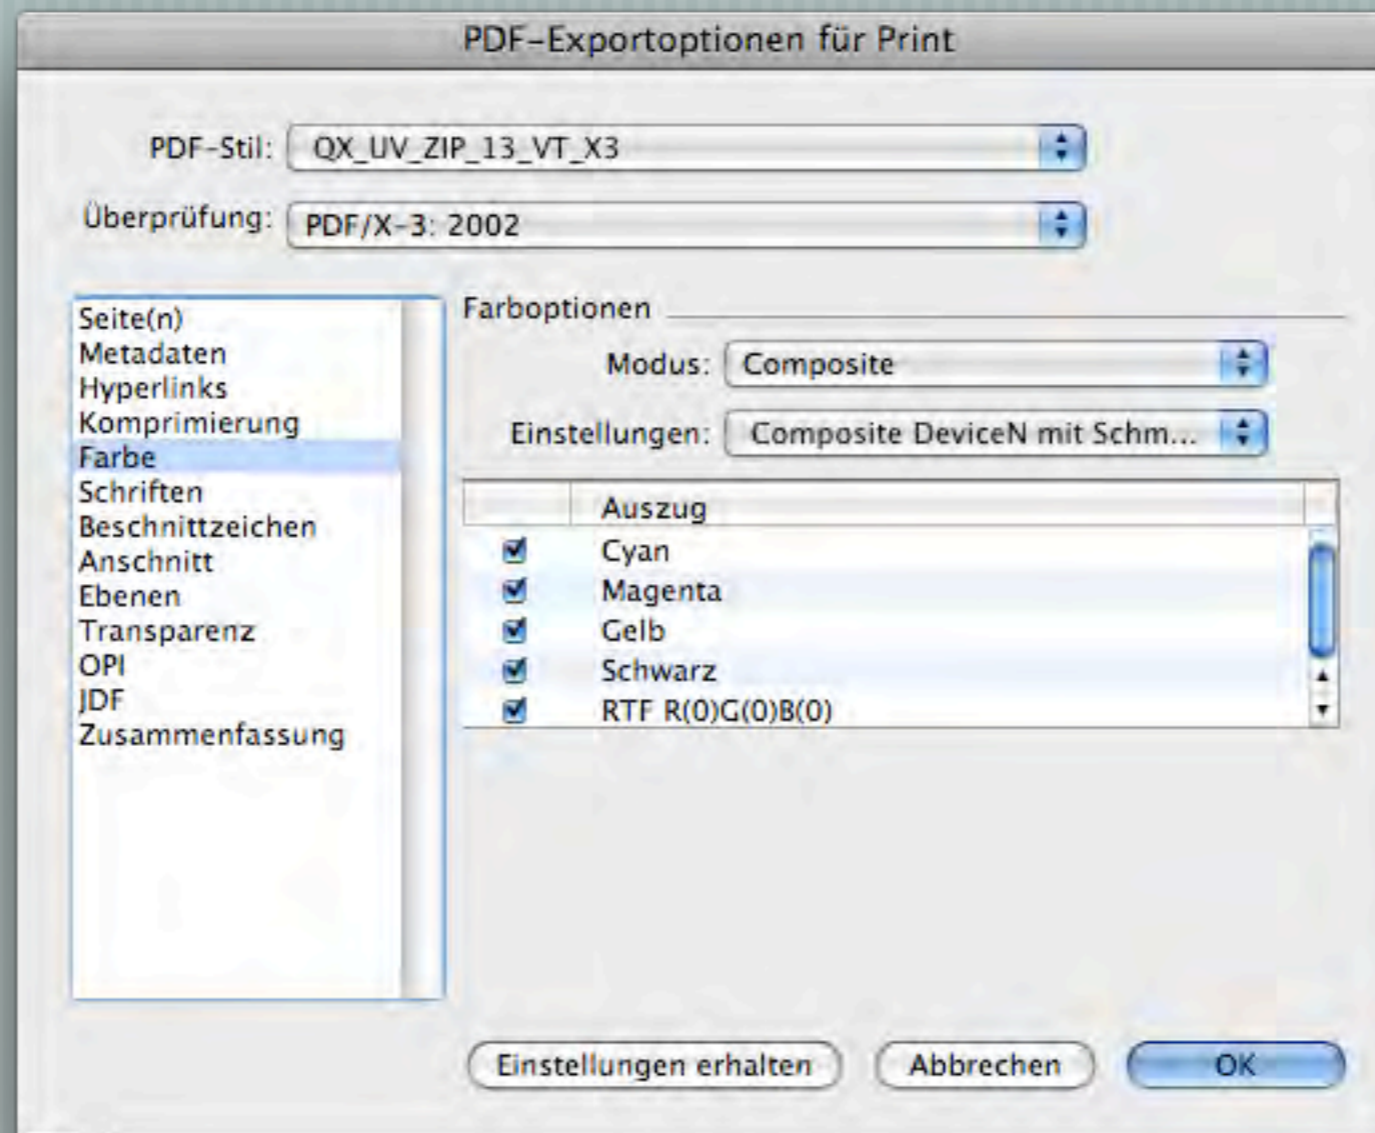 PDF-Exportoptionen für Print
PDF-Stil: QX_UV_ZIP_13_VT_X3
Überprüfung: PDF/X-3: 2002
Seite(n)
Metadaten
Hyperlinks
Komprimierung
Farbe
Schriften
Beschnittzeichen
Anschnitt
Ebenen
Transparenz
OPI
JDF
Zusammenfassung
Farboptionen
Modus: Composite
Einstellungen: Composite DeviceN mit Schm...
Auszug
Cyan
Magenta
Gelb
Schwarz
RTF R(0)G(0)B(0)
Einstellungen erhalten Abbrechen OK